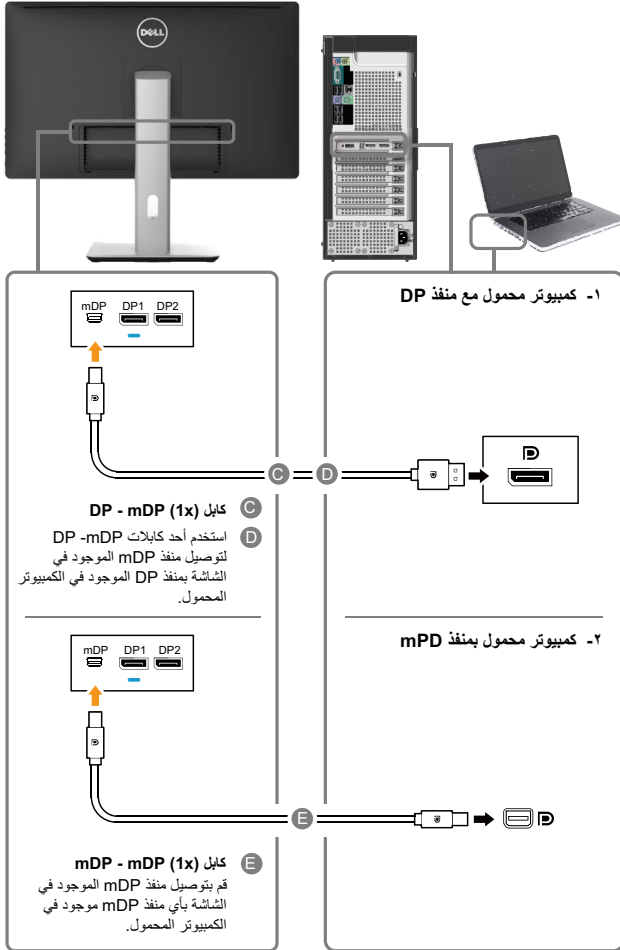 DELL
١- كمبيوتر محمول مع منفذ DP
mDP DP1 DP2
C D
C كابل DP - mDP (1x)
D استخدم أحد كابلات DP -mDP
لتوصيل منفذ mDP الموجود في
الشاشة بمنفذ DP الموجود في الكمبيوتر
المحمول.
٢- كمبيوتر محمول بمنفذ mPD
mDP DP1 DP2
E
E كابل mDP - mDP (1x)
قم بتوصيل منفذ mDP الموجود في
الشاشة بأي منفذ mDP موجود في
الكمبيوتر المحمول.